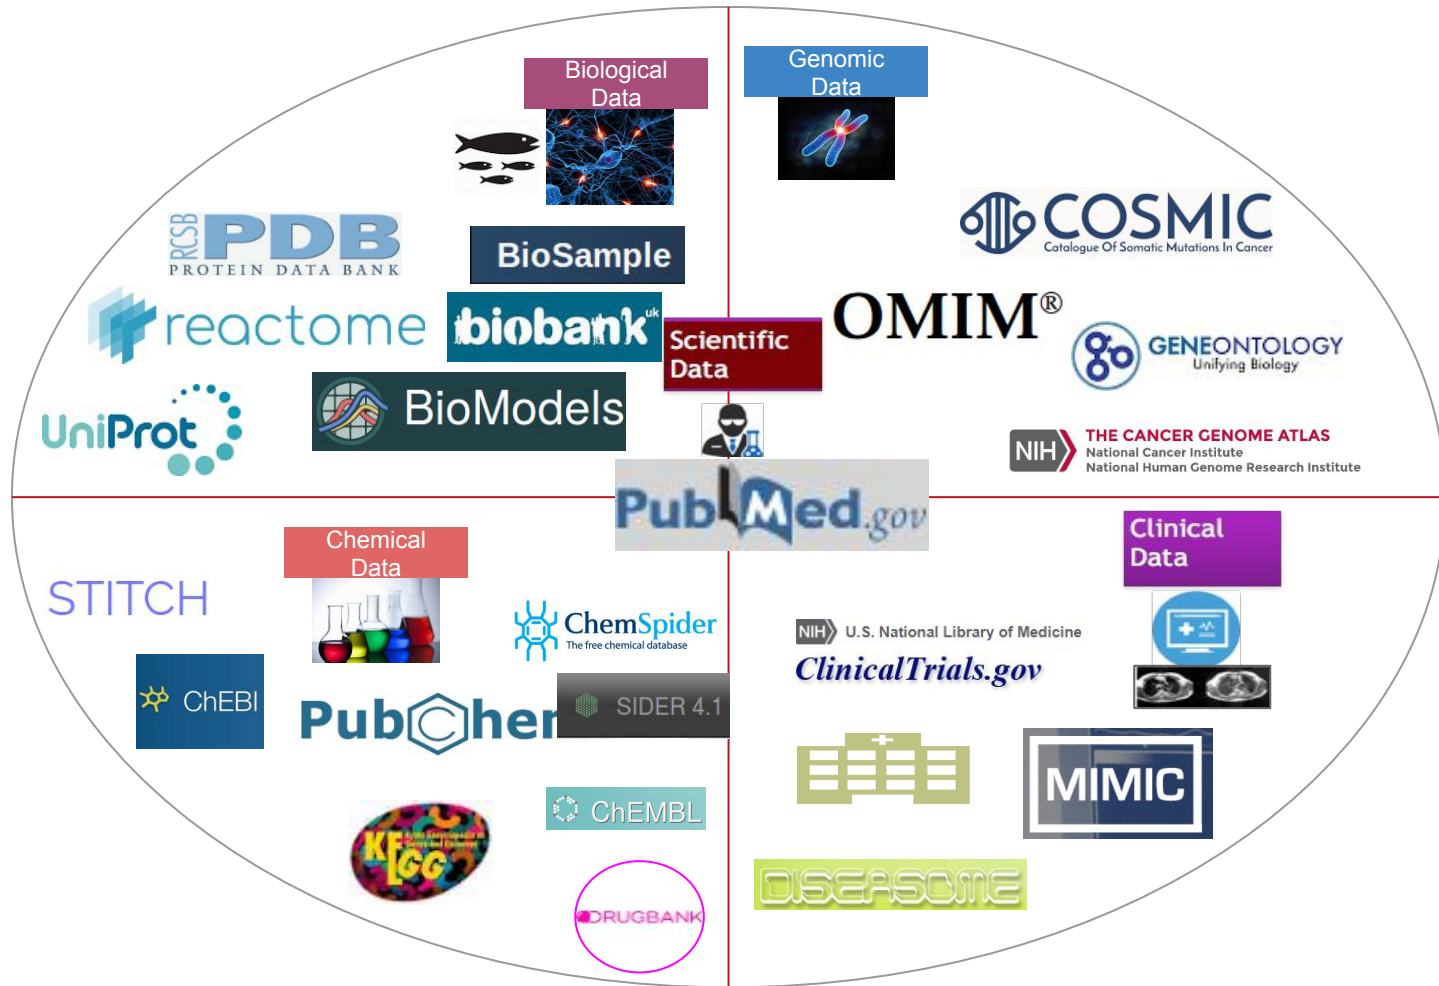 Biological
Data
Genomic
Data
RCSB
PDB
PROTEIN DATA BANK
BioSample
COSMIC
Catalogue Of Somatic Mutations In Cancer
reactome
biobank uk
Scientific
Data
OMIM®
GENEONTOLOGY
Unifying Biology
UniProt
BioModels
NIH
THE CANCER GENOME ATLAS
National Cancer Institute
National Human Genome Research Institute
PubMed.gov
Chemical
Data
Clinical
Data
STITCH
ChemSpider
The free chemical database
NIH U.S. National Library of Medicine
ClinicalTrials.gov
ChEBI
PubChe
SIDER 4.1
MIMIC
ChEMBL
KEGG
DISEASOME
DRUGBANK